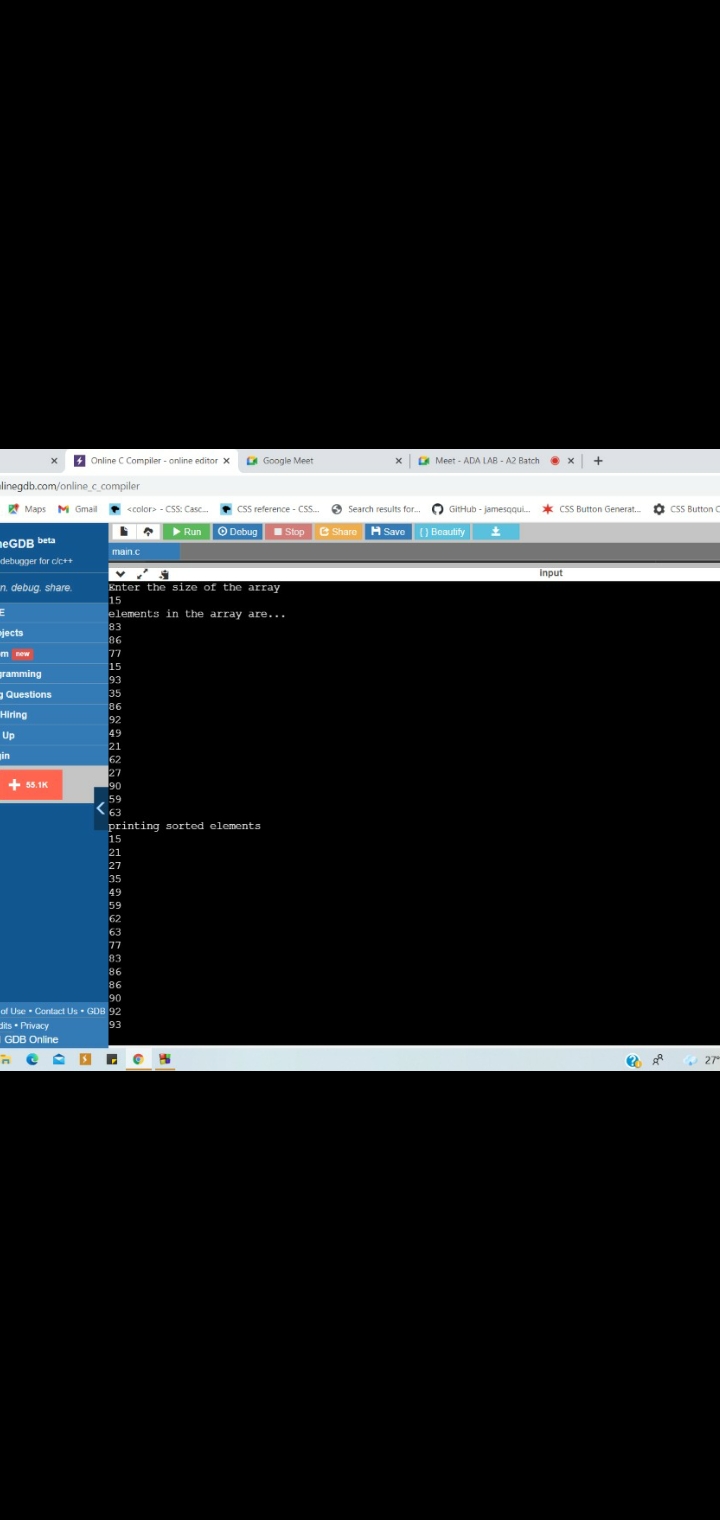 Online C Compiler - online editor
Google Meet
Meet - ADA LAB - A2 Batch
linegdb.com/online_c_compiler
Maps Gmail <color> - CSS: Casc... CSS reference - CSS... Search results for... GitHub - jamesqqui... CSS Button Generat... CSS Button C
eGDB beta
Run Debug Stop Share Save {} Beautify
debugger for c/c++
main.c
n. debug. share.
input
E
jects
m new
gramming
g Questions
Hiring
Up
in
+ 55.1K
Enter the size of the array
15
elements in the array are...
83
86
77
15
93
35
86
92
49
21
62
27
90
59
63
printing sorted elements
15
21
27
35
49
59
62
63
77
83
86
86
90
92
93
of Use • Contact Us • GDB
dits • Privacy
GDB Online
27°